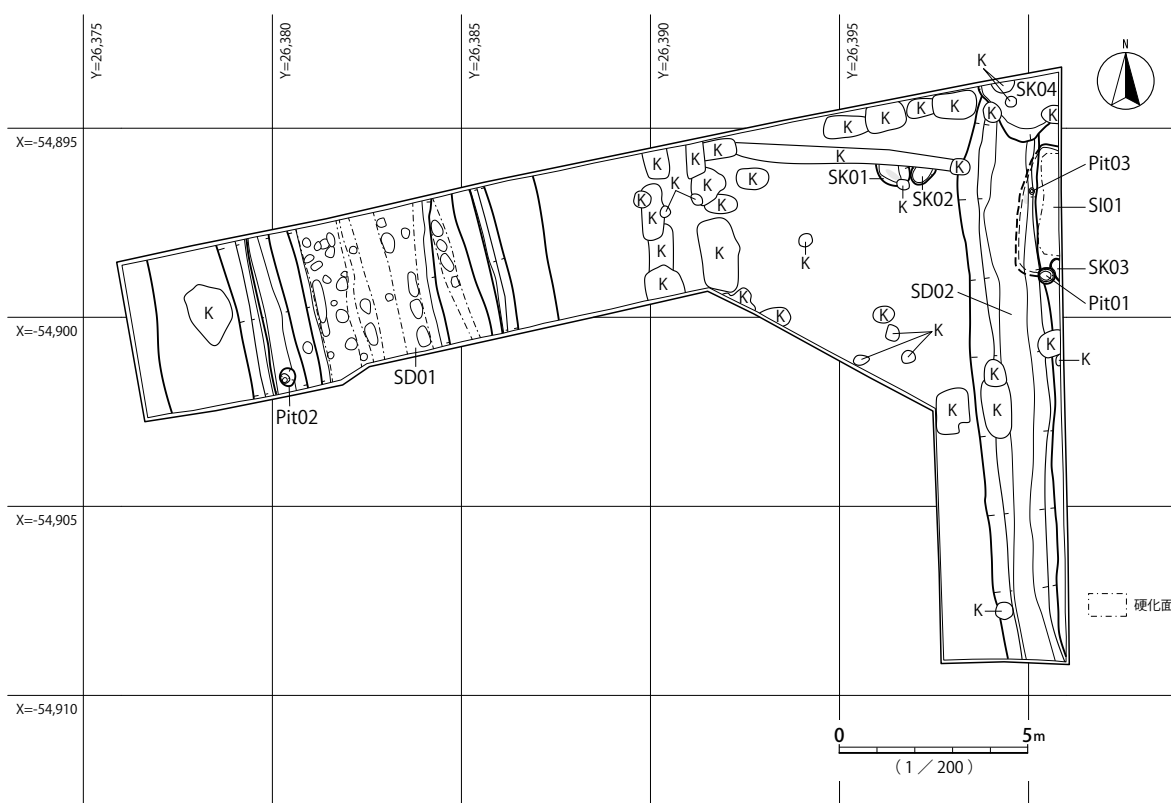 Y=26,375
Y=26,380
Y=26,385
Y=26,390
Y=26,395
N
K
SK04
K
K
K
K
K
K
X=-54,895
K
K
K
K
K
K
Pit03
SK01
SK02
K
K
K
K
K
K
SI01
K
K
K
K
K
SK03
K
SD02
Pit01
K
K
K
X=-54,900
K
K
K
K
K
SD01
K
K
K
Pit02
X=-54,905
K
硬化面
X=-54,910
0 5m
(1/200)